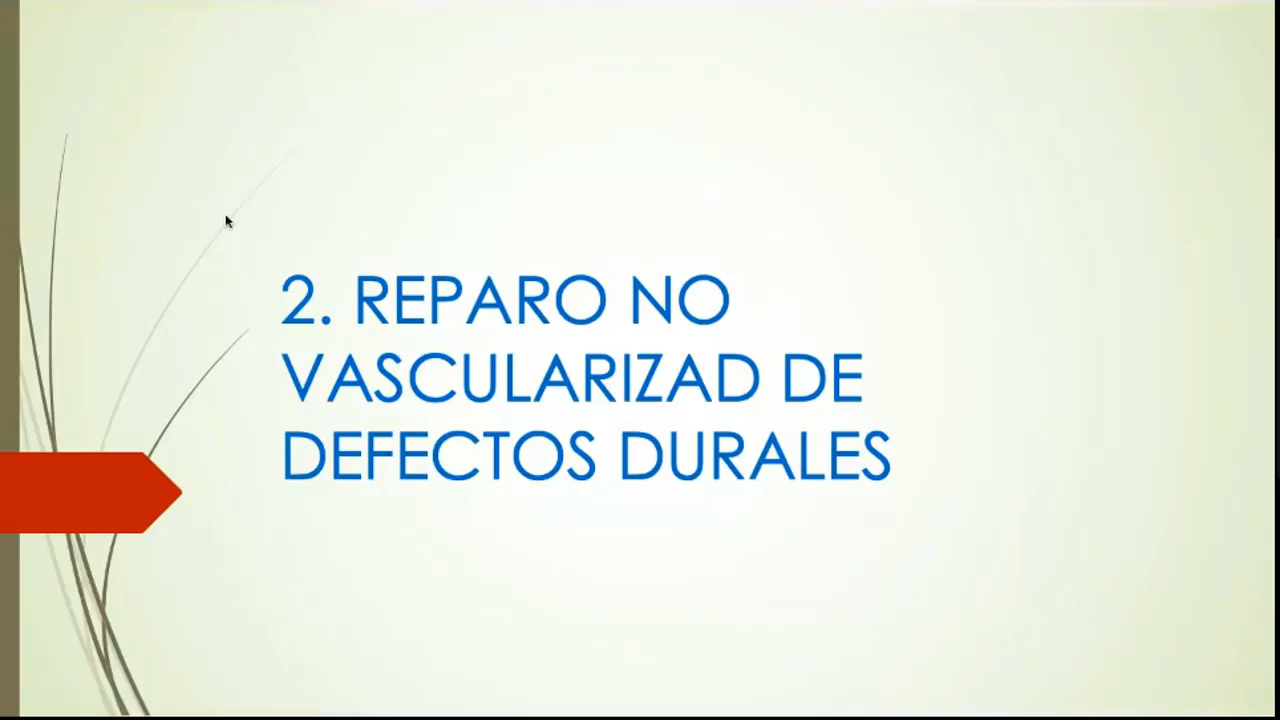 2. REPARO NO
VASCULARIZAD DE
DEFECTOS DURALES